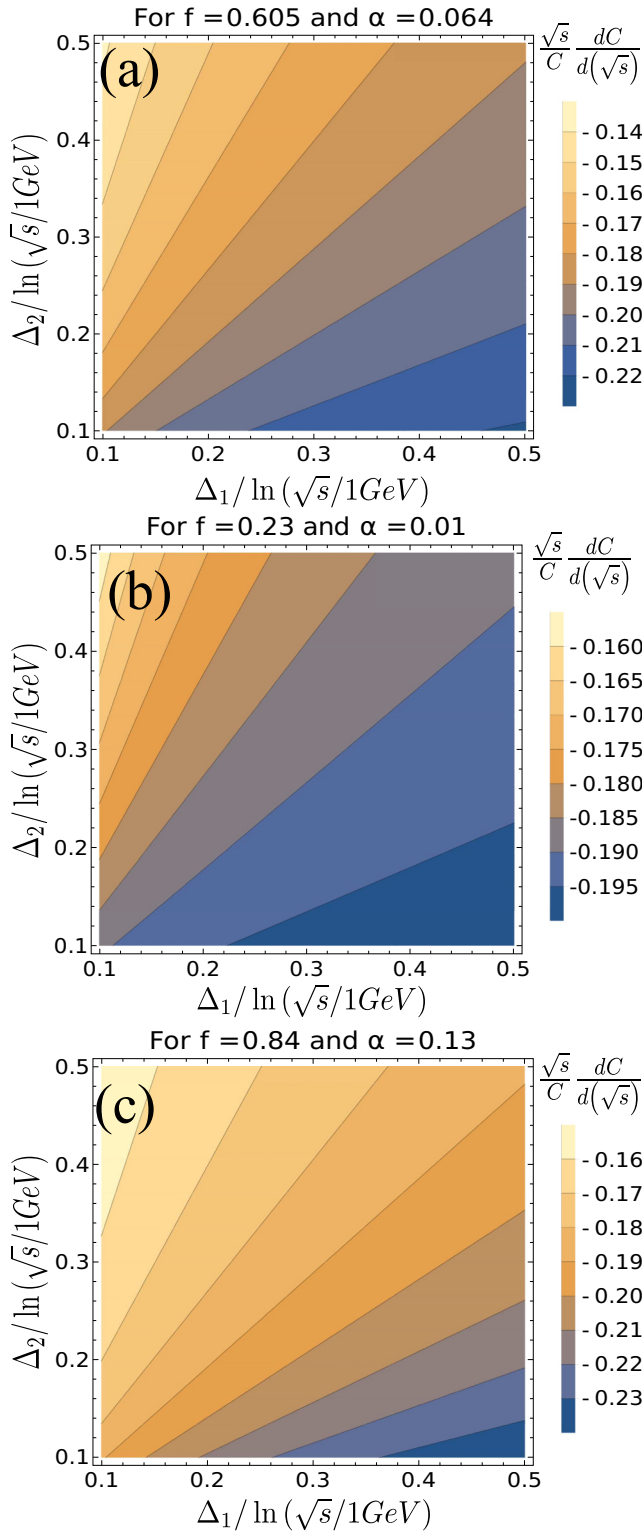 For f =0.605 and α =0.064
(a)
√s/C dC/d(√s)
0.5
0.4
0.3
0.2
0.1
Δ₂/ ln (√s/1GeV)
0.1 0.2 0.3 0.4 0.5
Δ₁/ ln (√s/1GeV)
- 0.14
- 0.15
- 0.16
- 0.17
- 0.18
- 0.19
- 0.20
- 0.21
- 0.22
For f =0.23 and α =0.01
(b)
√s/C dC/d(√s)
0.5
0.4
0.3
0.2
0.1
Δ₂/ ln (√s/1GeV)
0.1 0.2 0.3 0.4 0.5
Δ₁/ ln (√s/1GeV)
- 0.160
- 0.165
- 0.170
- 0.175
- 0.180
-0.185
-0.190
-0.195
For f =0.84 and α =0.13
(c)
√s/C dC/d(√s)
0.5
0.4
0.3
0.2
0.1
Δ₂/ ln (√s/1GeV)
0.1 0.2 0.3 0.4 0.5
Δ₁/ ln (√s/1GeV)
- 0.16
- 0.17
- 0.18
- 0.19
- 0.20
- 0.21
- 0.22
- 0.23